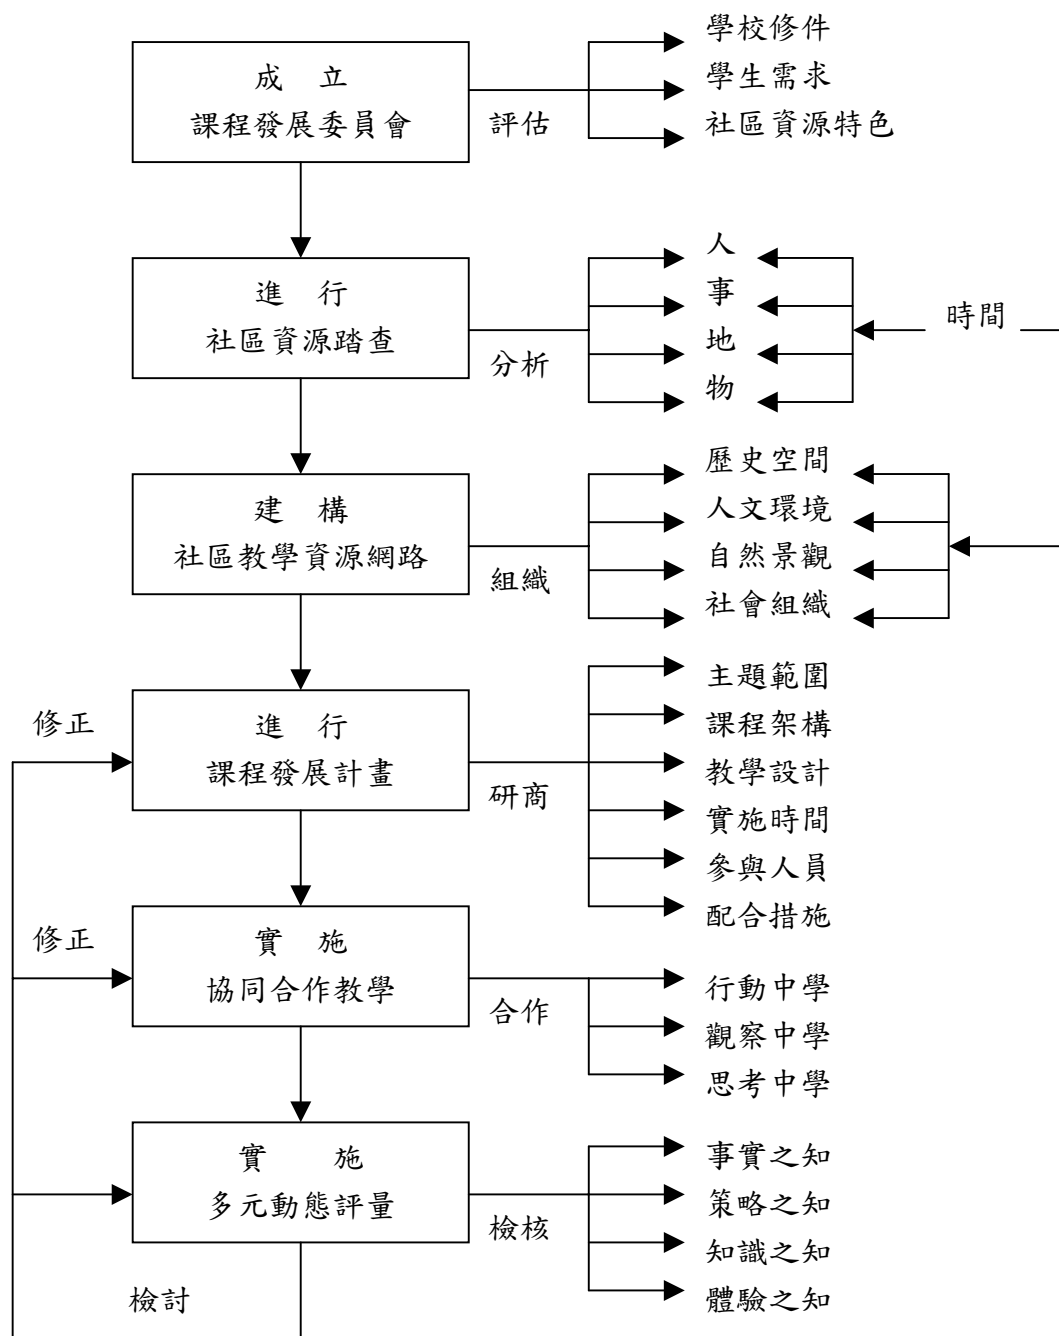 成 立
課程發展委員會
評估
學校修件
學生需求
社區資源特色
進 行
社區資源踏查
分析
人
事
地
物
時間
建 構
社區教學資源網路
組織
歷史空間
人文環境
自然景觀
社會組織
修正
進 行
課程發展計畫
研商
主題範圍
課程架構
教學設計
實施時間
參與人員
配合措施
修正
實 施
協同合作教學
合作
行動中學
觀察中學
思考中學
實 施
多元動態評量
檢核
事實之知
策略之知
知識之知
體驗之知
檢討